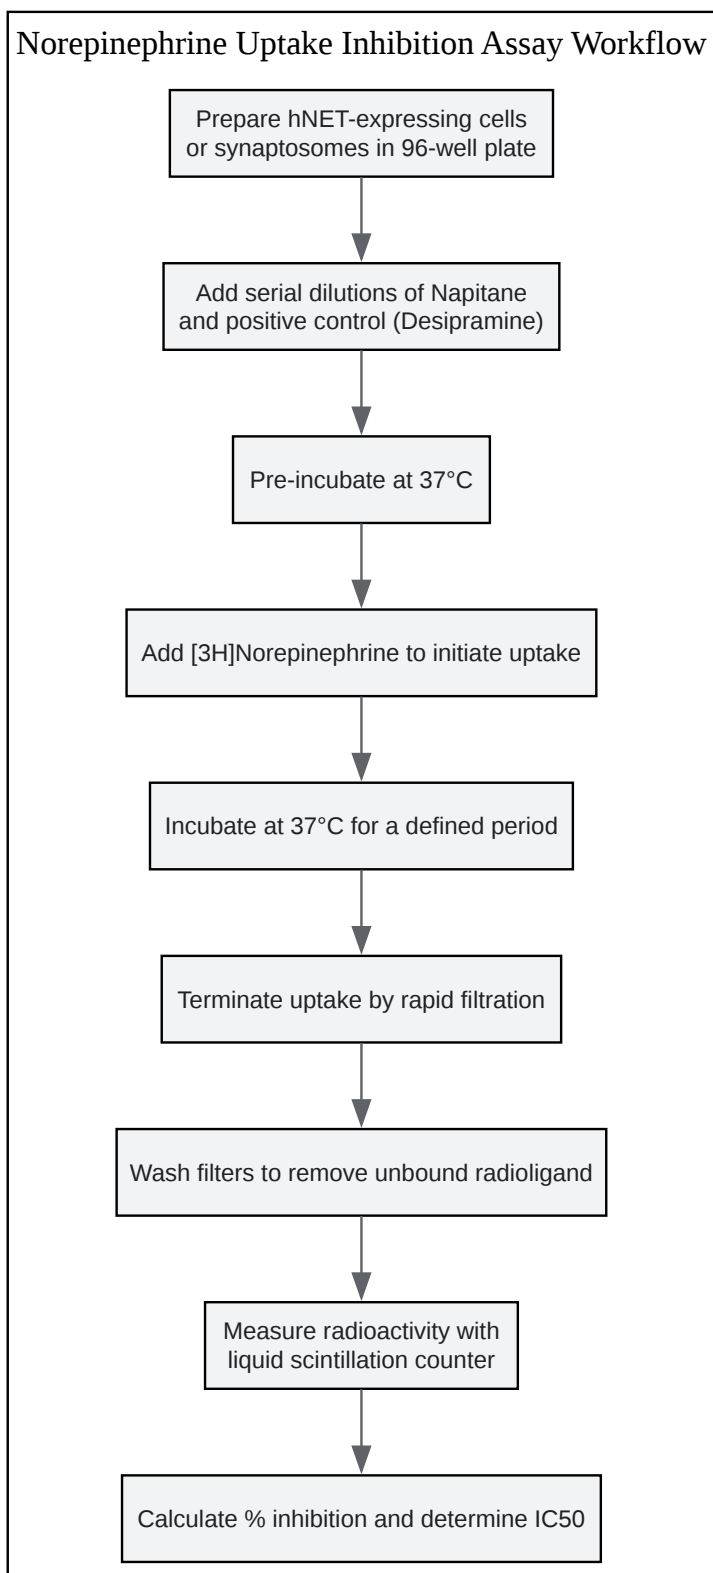 Norepinephrine Uptake Inhibition Assay Workflow
Prepare hNET-expressing cells
or synaptosomes in 96-well plate
Add serial dilutions of Napitane
and positive control (Desipramine)
Pre-incubate at 37°C
Add [3H]Norepinephrine to initiate uptake
Incubate at 37°C for a defined period
Terminate uptake by rapid filtration
Wash filters to remove unbound radioligand
Measure radioactivity with
liquid scintillation counter
Calculate % inhibition and determine IC50